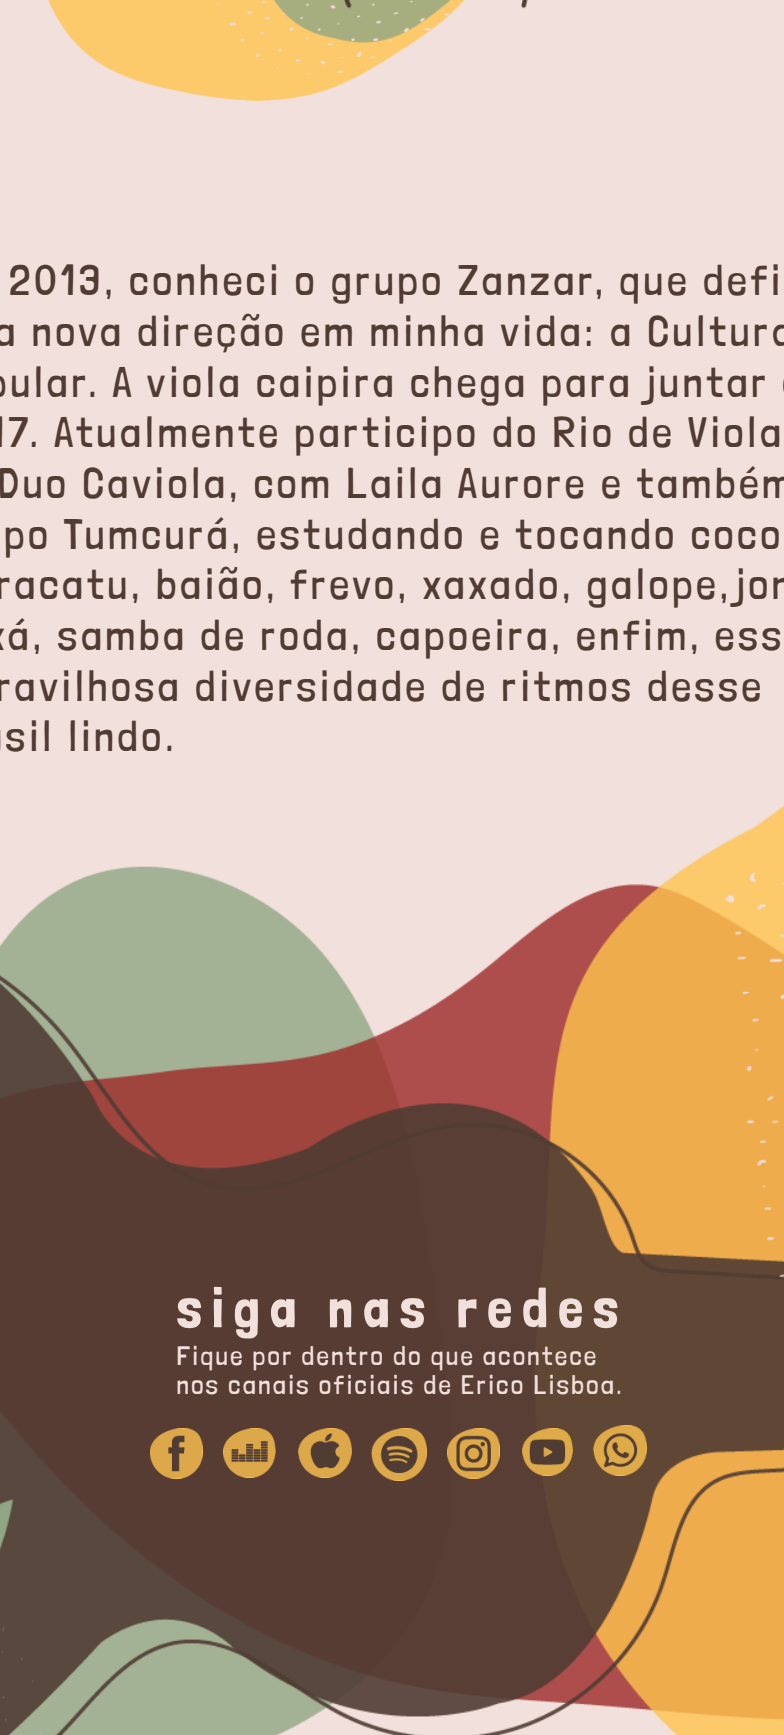 2013, conheci o grupo Zanzar, que defi
a nova direção em minha vida: a Cultura
pular. A viola caipira chega para juntar
17. Atualmente participo do Rio de Viola
Duo Caviola, com Laila Aurore e também
po Tumcurá, estudando e tocando coco
racatu, baião, frevo, xaxado, galope,jon
xá, samba de roda, capoeira, enfim, ess
ravilhosa diversidade de ritmos desse
sil lindo.
siga nas redes
Fique por dentro do que acontece
nos canais oficiais de Erico Lisboa.